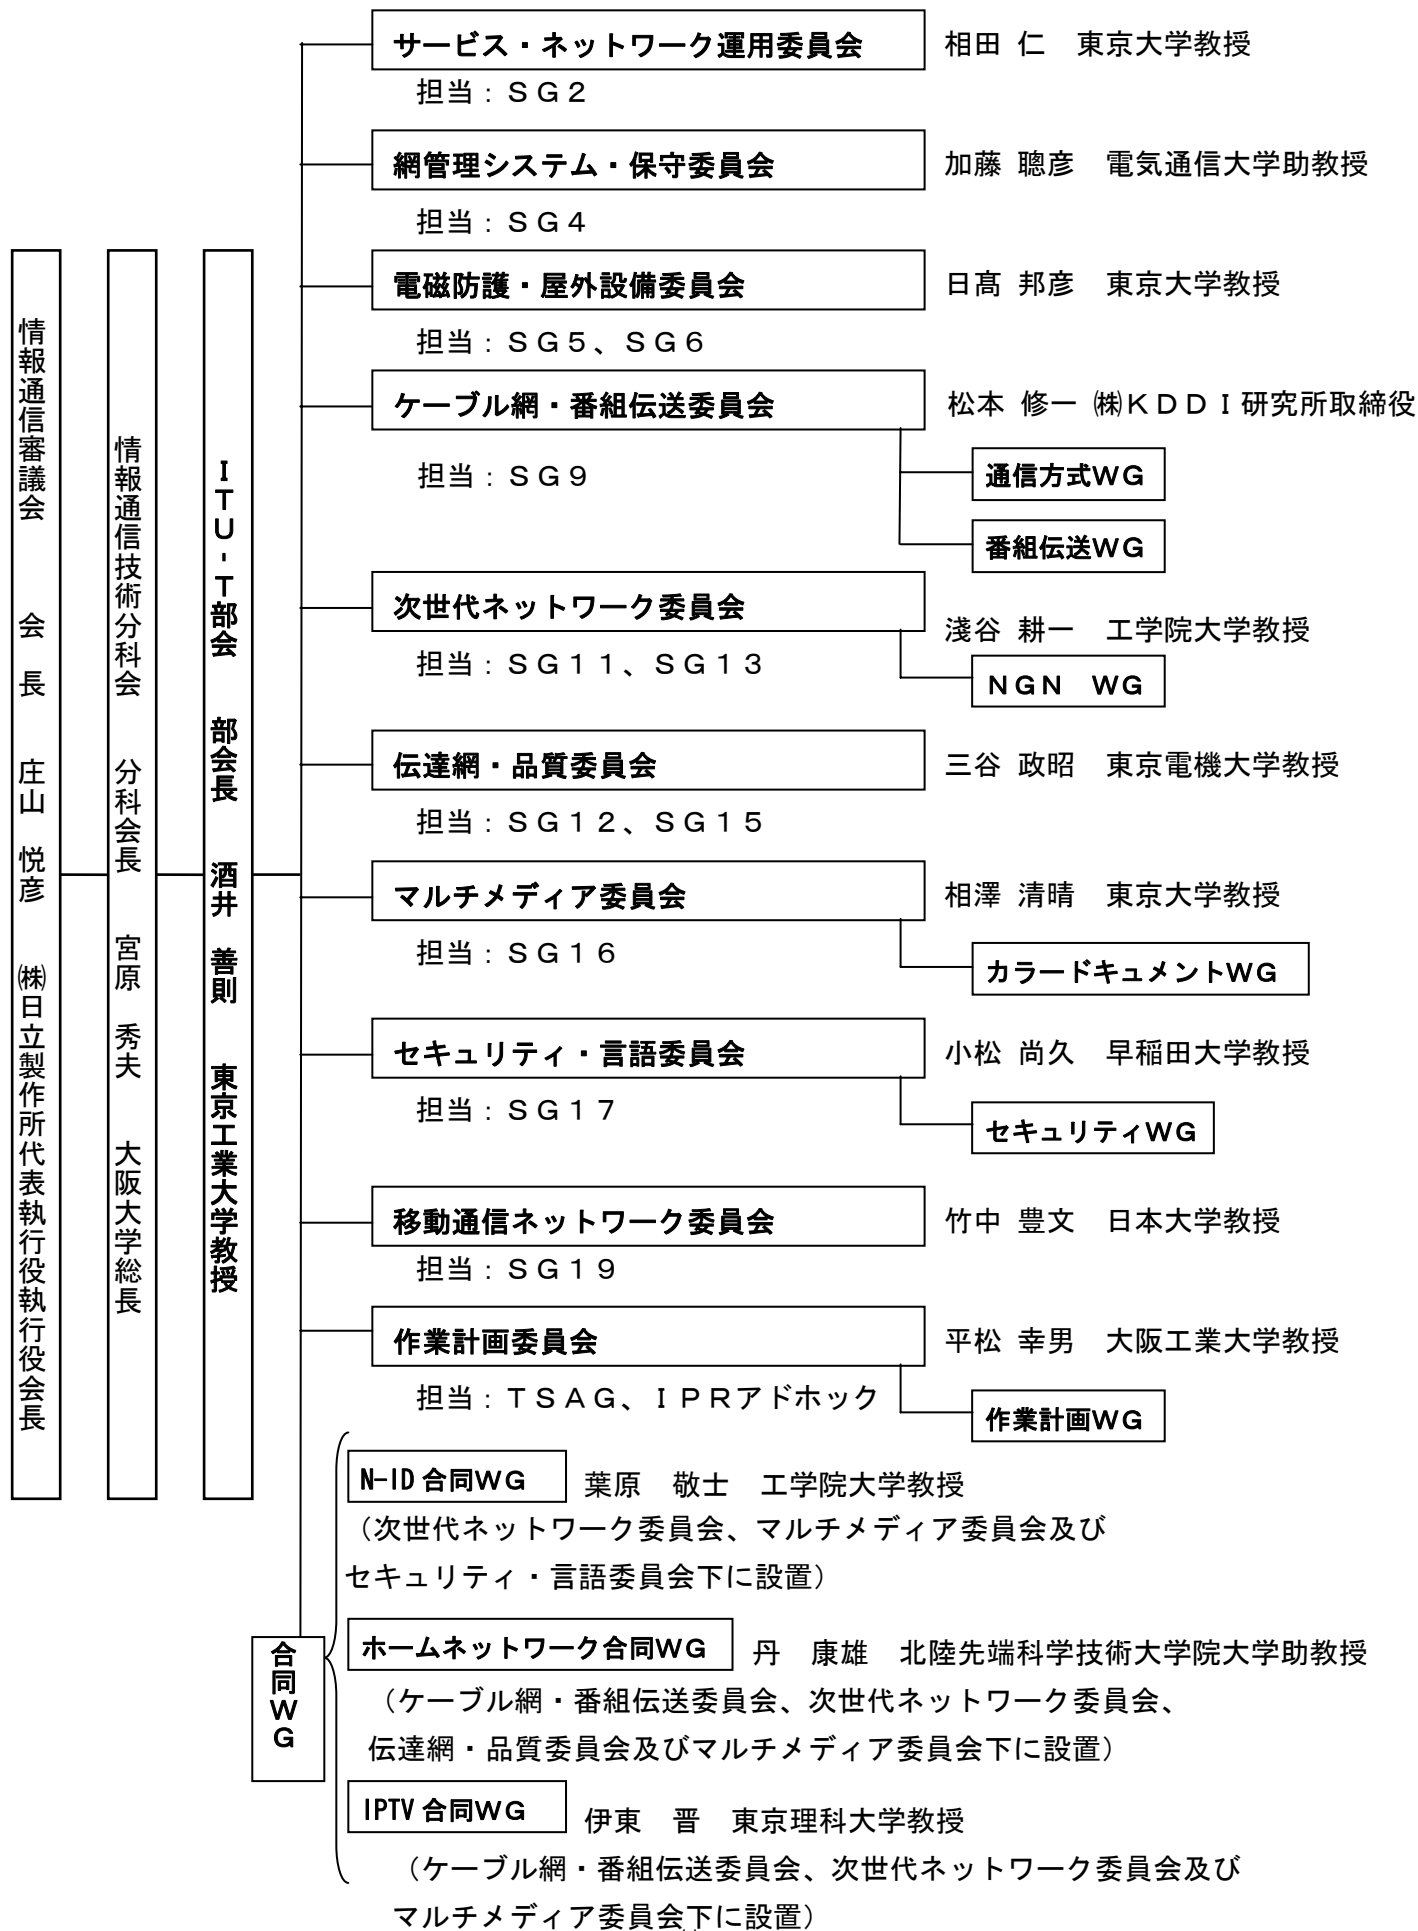 サービス・ネットワーク運用委員会　相田 仁　東京大学教授
担当：ＳＧ２
網管理システム・保守委員会　加藤 聰彦　電気通信大学助教授
担当：ＳＧ４
電磁防護・屋外設備委員会　日髙 邦彦　東京大学教授
担当：ＳＧ５、ＳＧ６
ケーブル網・番組伝送委員会　松本 修一 ㈱ＫＤＤＩ研究所取締役
担当：ＳＧ９
通信方式ＷＧ
番組伝送ＷＧ
次世代ネットワーク委員会　淺谷 耕一　工学院大学教授
担当：ＳＧ１１、ＳＧ１３
ＮＧＮ　ＷＧ
伝達網・品質委員会　三谷 政昭　東京電機大学教授
担当：ＳＧ１２、ＳＧ１５
マルチメディア委員会　相澤 清晴　東京大学教授
担当：ＳＧ１６
カラードキュメントＷＧ
セキュリティ・言語委員会　小松 尚久　早稲田大学教授
担当：ＳＧ１７
セキュリティＷＧ
移動通信ネットワーク委員会　竹中 豊文　日本大学教授
担当：ＳＧ１９
作業計画委員会　平松 幸男　大阪工業大学教授
担当：ＴＳＡＧ、ＩＰＲアドホック
作業計画ＷＧ
情報通信審議会　会長　庄山 悦彦　㈱日立製作所代表執行役執行役会長
情報通信技術分科会　分科会長　宮原 秀夫　大阪大学総長
ＩＴＵ-Ｔ部会　部会長　酒井 善則　東京工業大学教授
合同ＷＧ
N-ID 合同ＷＧ　葉原　敬士　工学院大学教授
（次世代ネットワーク委員会、マルチメディア委員会及び
セキュリティ・言語委員会下に設置）
ホームネットワーク合同ＷＧ　丹　康雄　北陸先端科学技術大学院大学助教授
（ケーブル網・番組伝送委員会、次世代ネットワーク委員会、
伝達網・品質委員会及びマルチメディア委員会下に設置）
IPTV 合同ＷＧ　伊東　晋　東京理科大学教授
（ケーブル網・番組伝送委員会、次世代ネットワーク委員会及び
マルチメディア委員会下に設置）